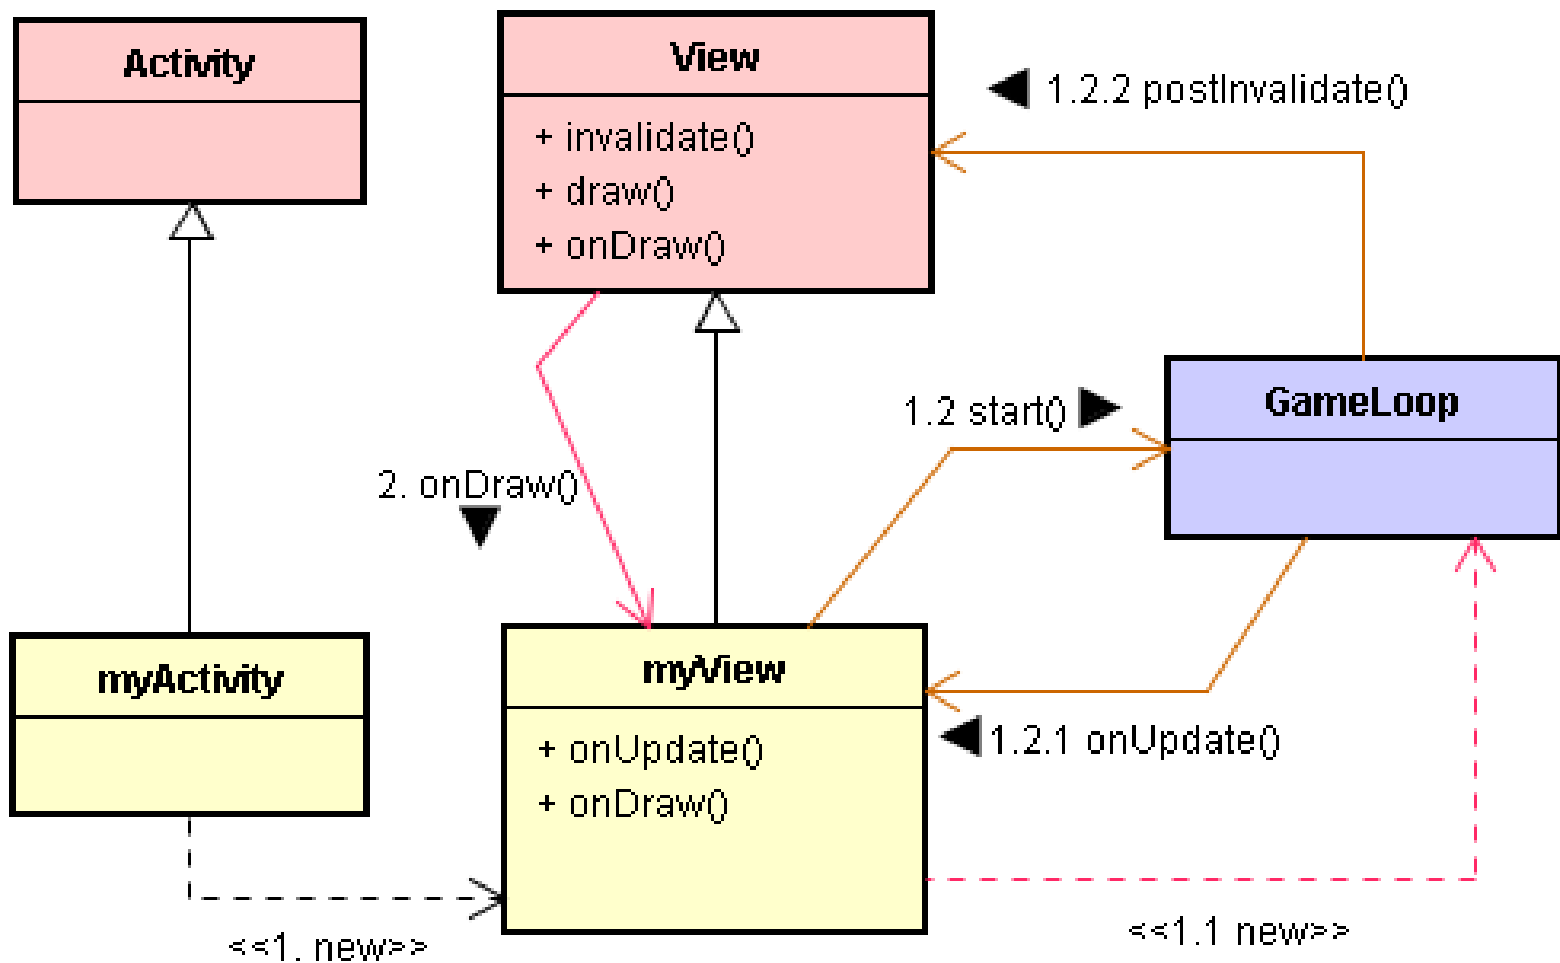 Activity
View
+ invalidate()
+ draw()
+ onDraw()
1.2.2 postInvalidate()
GameLoop
1.2 start()
2. onDraw()
myActivity
myView
+ onUpdate()
+ onDraw()
1.2.1 onUpdate()
<<1. new>>
<<1.1 new>>